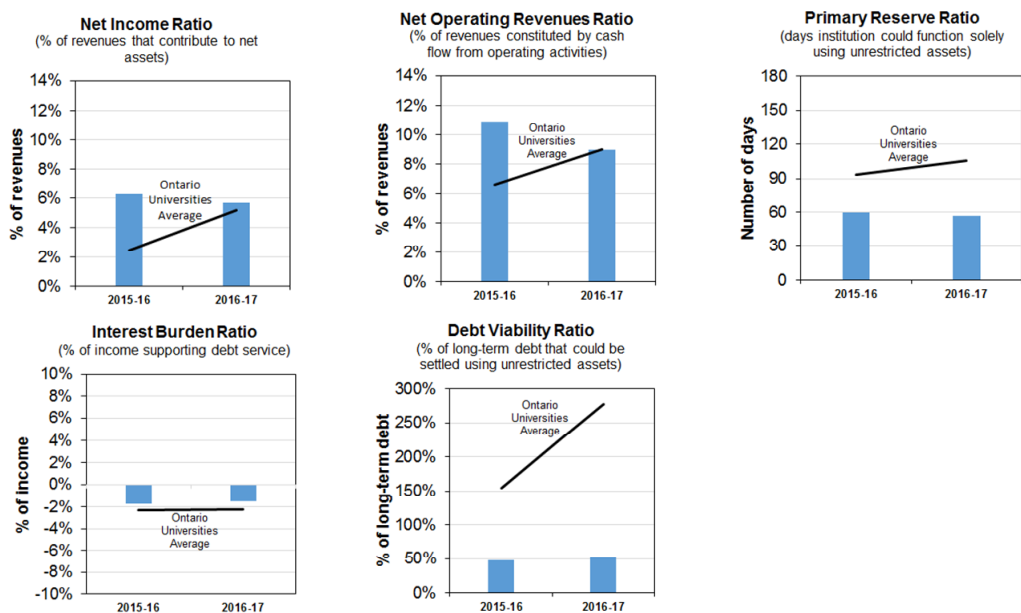 Net Income Ratio
(% of revenues that contribute to net
assets)
14%
12%
10%
8%
6%
4%
2%
0%
% of revenues
Ontario
Universities
Average
2015-16
2016-17
Net Operating Revenues Ratio
(% of revenues constituted by cash
flow from operating activities)
14%
12%
10%
8%
6%
4%
2%
0%
% of revenues
Ontario
Universities
Average
2015-16
2016-17
Primary Reserve Ratio
(days institution could function solely
using unrestricted assets)
180
150
120
90
60
30
0
Number of days
Ontario
Universities
Average
2015-16
2016-17
Interest Burden Ratio
(% of income supporting debt service)
10%
8%
6%
4%
2%
0%
-2%
-4%
-6%
-8%
-10%
% of income
Ontario
Universities
Average
2015-16
2016-17
Debt Viability Ratio
(% of long-term debt that could be
settled using unrestricted assets)
300%
250%
200%
150%
100%
50%
0%
% of long-term debt
Ontario
Universities
Average
2015-16
2016-17